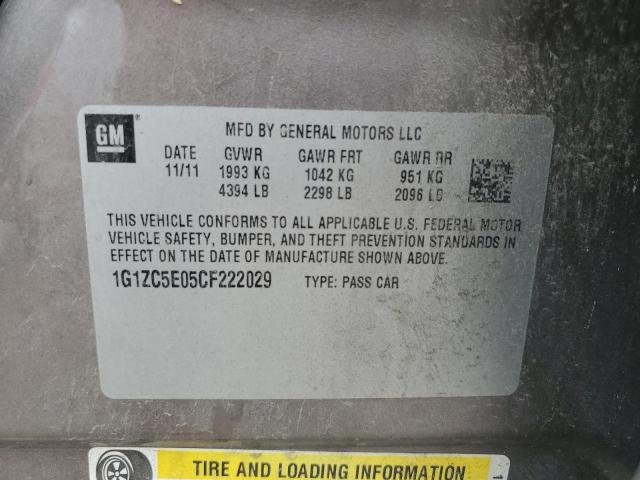 GM
MFD BY GENERAL MOTORS LLC
DATE GVWR GAWR FRT GAWR RR
11/11 1993 KG 1042 KG 951 KG
4394 LB 2298 LB 2096 LB
THIS VEHICLE CONFORMS TO ALL APPLICABLE U.S. FEDERAL MOTOR
VEHICLE SAFETY, BUMPER, AND THEFT PREVENTION STANDARDS IN
EFFECT ON THE DATE OF MANUFACTURE SHOWN ABOVE.
1G1ZC5E05CF222029 TYPE: PASS CAR
TIRE AND LOADING INFORMATION